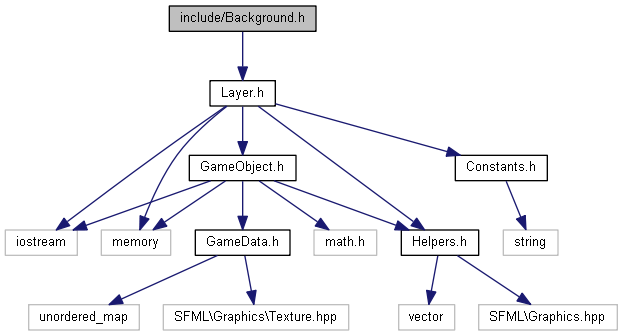 include/Background.h
Layer.h
GameObject.h
Constants.h
iostream
memory
GameData.h
math.h
Helpers.h
string
unordered_map
SFML\Graphics\Texture.hpp
vector
SFML\Graphics.hpp